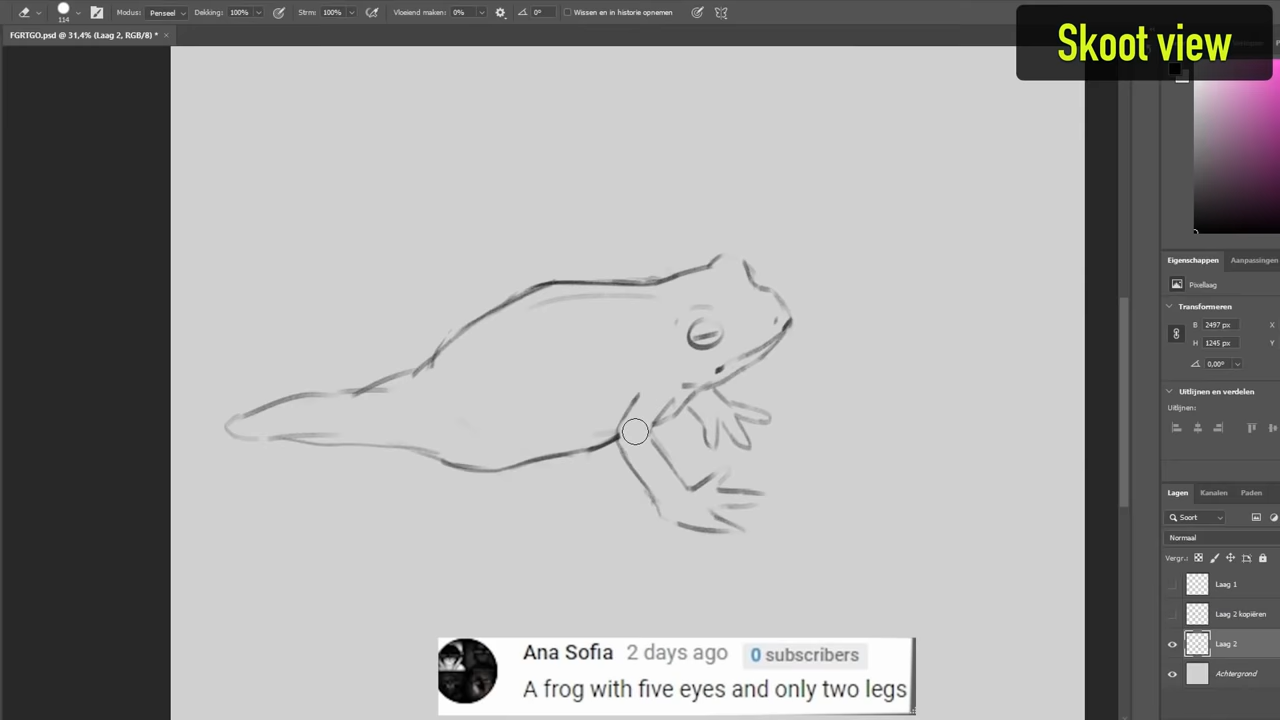 Modus: Penseel Dekking: 100% Strm: 100% Vloeiend maken: 0% 0° Wissen en in historie opnemen
114
FGRTGO.psd @ 31,4% (Laag 2, RGB/8) * ×
Skoot view
Eigenschappen Aanpassingen
Pixellaag
Transformeren
B 2497 px X
H 1245 px Y
0,00°
Uitlijnen en verdelen
Uitlijnen:
Lagen Kanalen Paden
Soort
Normaal
Vergr.:
Laag 1
Laag 2 kopiëren
Laag 2
Achtergrond
Ana Sofia 2 days ago 0 subscribers
A frog with five eyes and only two legs